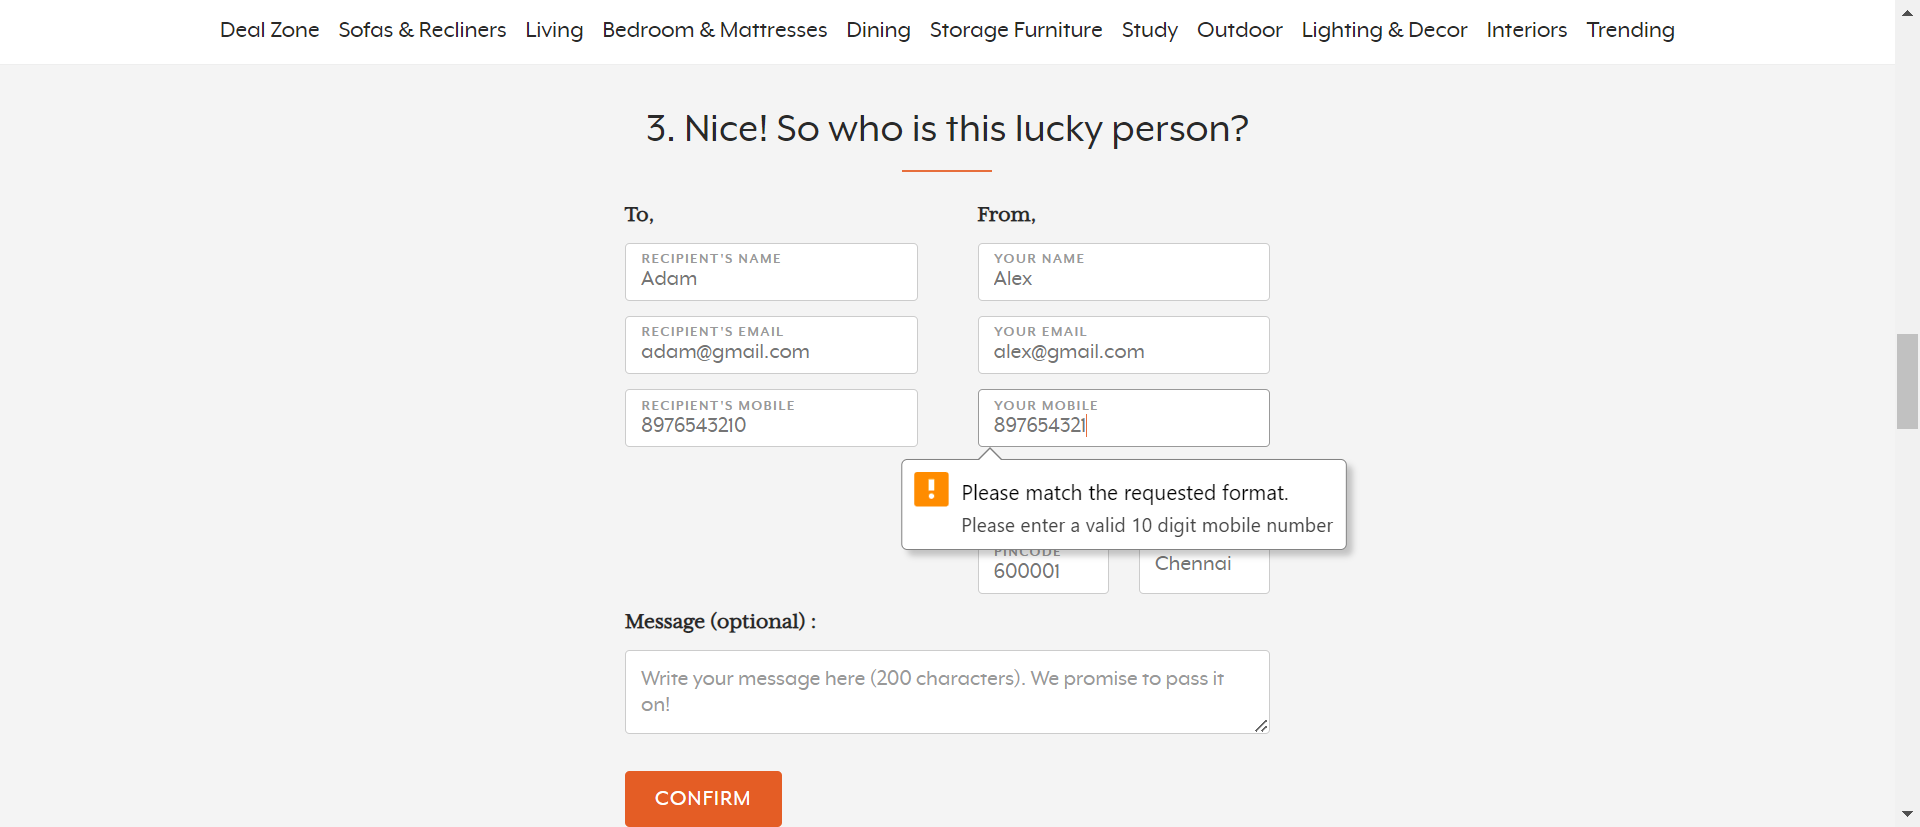 Deal Zone Sofas & Recliners Living Bedroom & Mattresses Dining Storage Furniture Study Outdoor Lighting & Decor Interiors Trending
3. Nice! So who is this lucky person?
To,
From,
RECIPIENT'S NAME
Adam
YOUR NAME
Alex
RECIPIENT'S EMAIL
adam@gmail.com
YOUR EMAIL
alex@gmail.com
RECIPIENT'S MOBILE
8976543210
YOUR MOBILE
897654321
Please match the requested format.
Please enter a valid 10 digit mobile number
PINCODE
600001
Chennai
Message (optional) :
Write your message here (200 characters). We promise to pass it
on!
CONFIRM